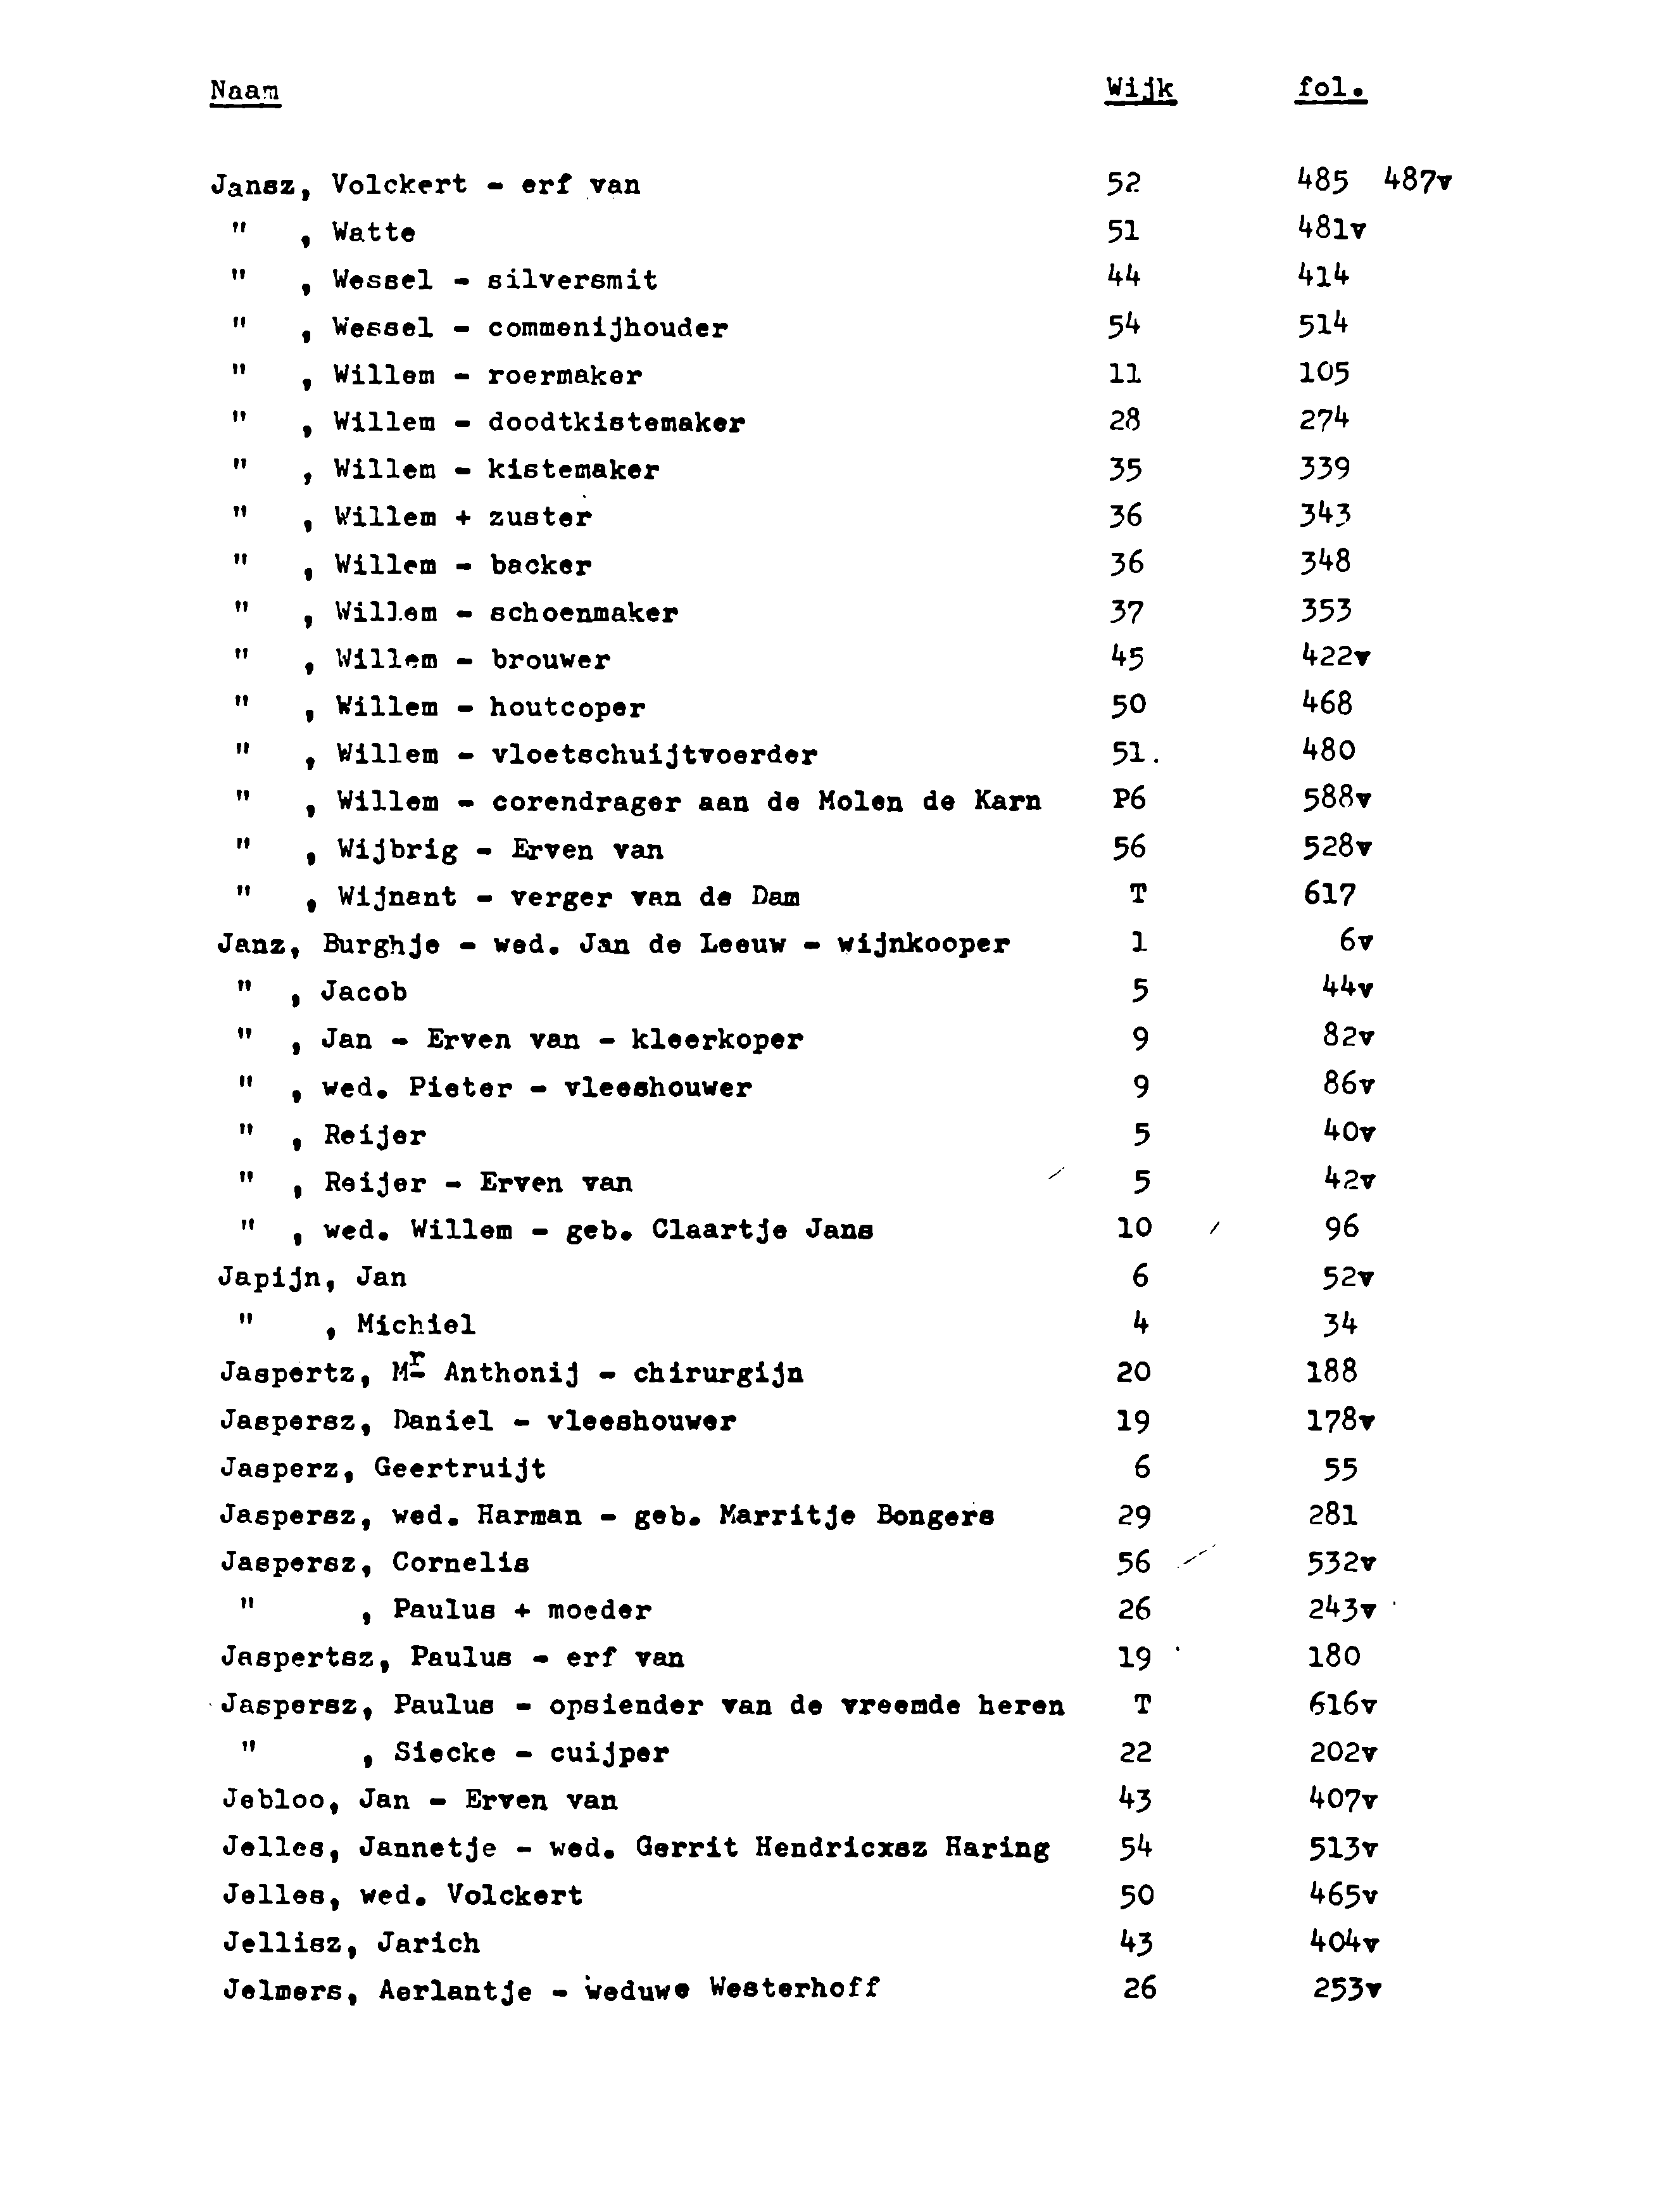 Naam Wijk fol.
Jansz, Volckert - erf van 52 485 487v
" , Watte 51 481v
" , Wessel - silversmit 44 414
" , Wessel - commenijhouder 54 514
" , Willem - roermaker 11 105
" , Willem - doodtkistemaker 28 274
" , Willem - kistemaker 35 339
" , Willem + zuster 36 343
" , Willem - backer 36 348
" , Willem - schoenmaker 37 353
" , Willem - brouwer 45 422v
" , Willem - houtcoper 50 468
" , Willem - vloetschuijtvoerder 51. 480
" , Willem - corendrager aan de Molen de Karn P6 588v
" , Wijbrig - Erven van 56 528v
" , Wijnant - verger van de Dam T 617
Janz, Burghje - wed. Jan de Leeuw - wijnkooper 1 6v
" , Jacob 5 44v
" , Jan - Erven van - kleerkoper 9 82v
" , wed. Pieter - vleeshouwer 9 86v
" , Reijer 5 40v
" , Reijer - Erven van 5 42v
" , wed. Willem - geb. Claartje Jans 10 96
Japijn, Jan 6 52v
" , Michiel 4 34
Jaspertz, Mr Anthonij - chirurgijn 20 188
Jaspersz, Daniel - vleeshouwer 19 178v
Jasperz, Geertruijt 6 55
Jaspersz, wed. Harman - geb. Marritje Bongers 29 281
Jaspersz, Cornelis 56 532v
" , Paulus + moeder 26 243v
Jaspertsz, Paulus - erf van 19 180
Jaspersz, Paulus - opsiender van de vreemde heren T 616v
" , Siecke - cuijper 22 202v
Jebloo, Jan - Erven van 43 407v
Jelles, Jannetje - wed. Gerrit Hendricxsz Haring 54 513v
Jelles, wed. Volckert 50 465v
Jellisz, Jarich 43 404v
Jelmers, Aerlantje - weduwe Westerhoff 26 253v